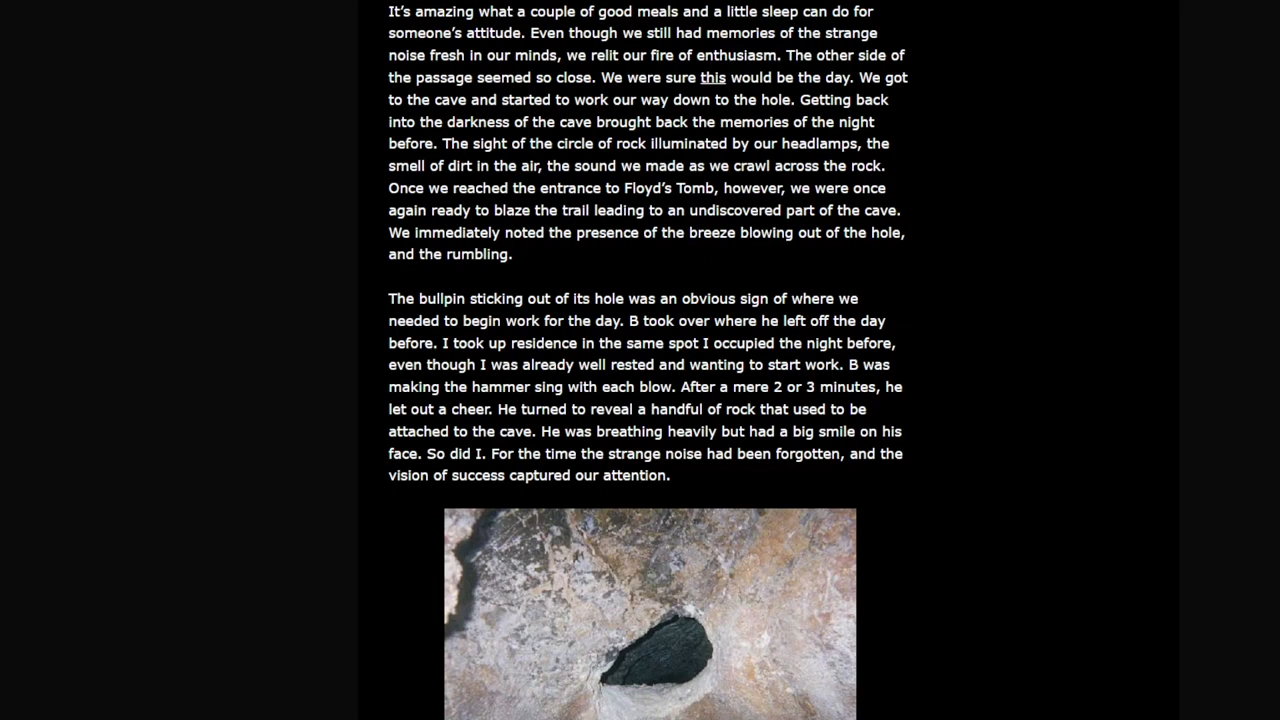 It’s amazing what a couple of good meals and a little sleep can do for
someone’s attitude. Even though we still had memories of the strange
noise fresh in our minds, we relit our fire of enthusiasm. The other side of
the passage seemed so close. We were sure this would be the day. We got
to the cave and started to work our way down to the hole. Getting back
into the darkness of the cave brought back the memories of the night
before. The sight of the circle of rock illuminated by our headlamps, the
smell of dirt in the air, the sound we made as we crawl across the rock.
Once we reached the entrance to Floyd’s Tomb, however, we were once
again ready to blaze the trail leading to an undiscovered part of the cave.
We immediately noted the presence of the breeze blowing out of the hole,
and the rumbling.
The bullpin sticking out of its hole was an obvious sign of where we
needed to begin work for the day. B took over where he left off the day
before. I took up residence in the same spot I occupied the night before,
even though I was already well rested and wanting to start work. B was
making the hammer sing with each blow. After a mere 2 or 3 minutes, he
let out a cheer. He turned to reveal a handful of rock that used to be
attached to the cave. He was breathing heavily but had a big smile on his
face. So did I. For the time the strange noise had been forgotten, and the
vision of success captured our attention.